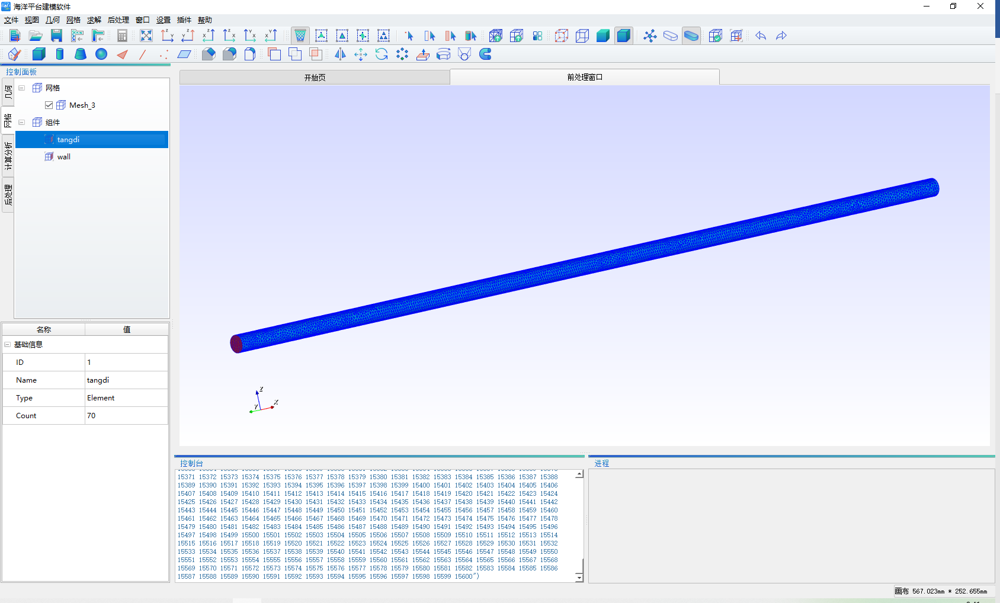 海洋平台建模软件
文件 视图 几何 网格 求解 后处理 窗口 设置 插件 帮助
控制面板
几何
网格
计算分析
后处理
网格
Mesh_3
组件
tangdi
wall
名称 值
基础信息
ID 1
Name tangdi
Type Element
Count 70
开始页 前处理窗口
Z
Y
X
控制台
15371 15372 15373 15374 15375 15376 15377 15378 15379 15380 15381 15382 15383 15384 15385 15386 15387 15388
15389 15390 15391 15392 15393 15394 15395 15396 15397 15398 15399 15400 15401 15402 15403 15404 15405 15406
15407 15408 15409 15410 15411 15412 15413 15414 15415 15416 15417 15418 15419 15420 15421 15422 15423 15424
15425 15426 15427 15428 15429 15430 15431 15432 15433 15434 15435 15436 15437 15438 15439 15440 15441 15442
15443 15444 15445 15446 15447 15448 15449 15450 15451 15452 15453 15454 15455 15456 15457 15458 15459 15460
15461 15462 15463 15464 15465 15466 15467 15468 15469 15470 15471 15472 15473 15474 15475 15476 15477 15478
15479 15480 15481 15482 15483 15484 15485 15486 15487 15488 15489 15490 15491 15492 15493 15494 15495 15496
15497 15498 15499 15500 15501 15502 15503 15504 15505 15506 15507 15508 15509 15510 15511 15512 15513 15514
15515 15516 15517 15518 15519 15520 15521 15522 15523 15524 15525 15526 15527 15528 15529 15530 15531 15532
15533 15534 15535 15536 15537 15538 15539 15540 15541 15542 15543 15544 15545 15546 15547 15548 15549 15550
15551 15552 15553 15554 15555 15556 15557 15558 15559 15560 15561 15562 15563 15564 15565 15566 15567 15568
15569 15570 15571 15572 15573 15574 15575 15576 15577 15578 15579 15580 15581 15582 15583 15584 15585 15586
15587 15588 15589 15590 15591 15592 15593 15594 15595 15596 15597 15598 15599 15600")
进程
画布 567.023mm * 252.655mm